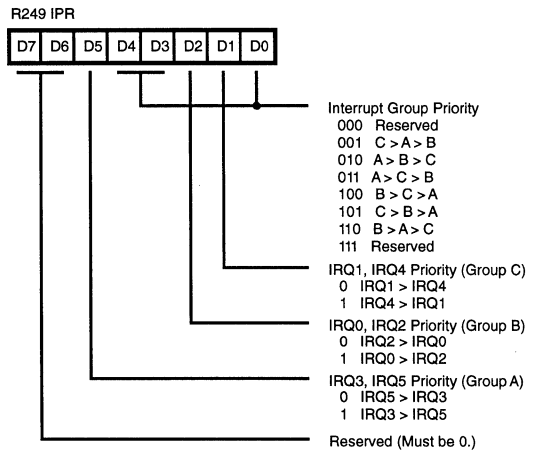 R249 IPR
D7 D6 D5 D4 D3 D2 D1 D0
Interrupt Group Priority
000 Reserved
001 C > A > B
010 A > B > C
011 A > C > B
100 B > C > A
101 C > B > A
110 B > A > C
111 Reserved
IRQ1, IRQ4 Priority (Group C)
0 IRQ1 > IRQ4
1 IRQ4 > IRQ1
IRQ0, IRQ2 Priority (Group B)
0 IRQ2 > IRQ0
1 IRQ0 > IRQ2
IRQ3, IRQ5 Priority (Group A)
0 IRQ5 > IRQ3
1 IRQ3 > IRQ5
Reserved (Must be 0.)